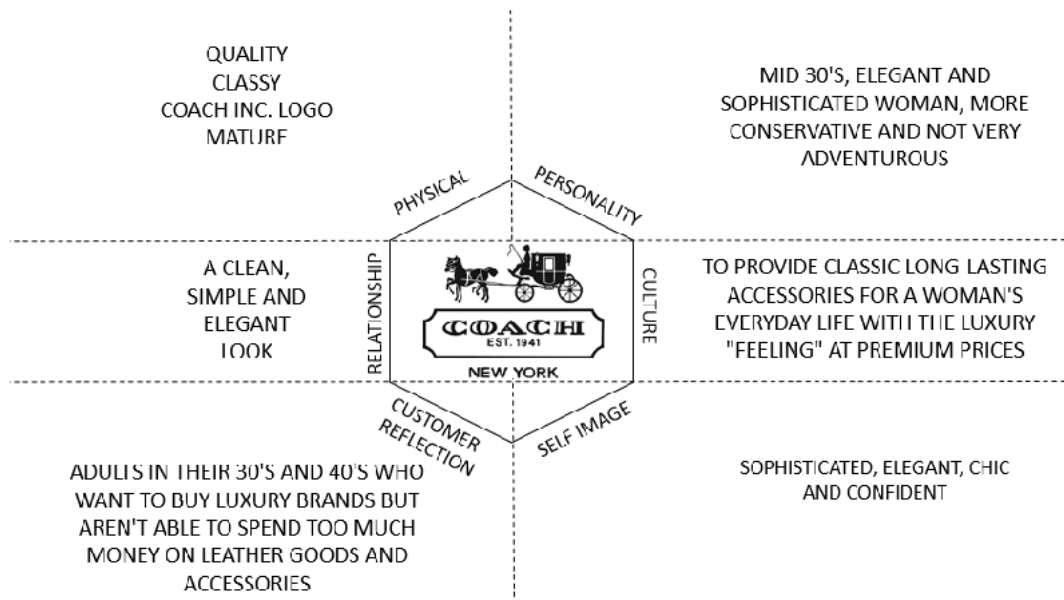 QUALITY
CLASSY
COACH INC. LOGO
MATURE
MID 30'S, ELEGANT AND
SOPHISTICATED WOMAN, MORE
CONSERVATIVE AND NOT VERY
ADVENTUROUS
PHYSICAL
PERSONALITY
A CLEAN,
SIMPLE AND
ELEGANT
LOOK
RELATIONSHIP
COACH
EST. 1941
NEW YORK
CULTURE
TO PROVIDE CLASSIC LONG LASTING
ACCESSORIES FOR A WOMAN'S
EVERYDAY LIFE WITH THE LUXURY
"FEELING" AT PREMIUM PRICES
CUSTOMER
REFLECTION
SELF IMAGE
ADULTS IN THEIR 30'S AND 40'S WHO
WANT TO BUY LUXURY BRANDS BUT
AREN'T ABLE TO SPEND TOO MUCH
MONEY ON LEATHER GOODS AND
ACCESSORIES
SOPHISTICATED, ELEGANT, CHIC
AND CONFIDENT